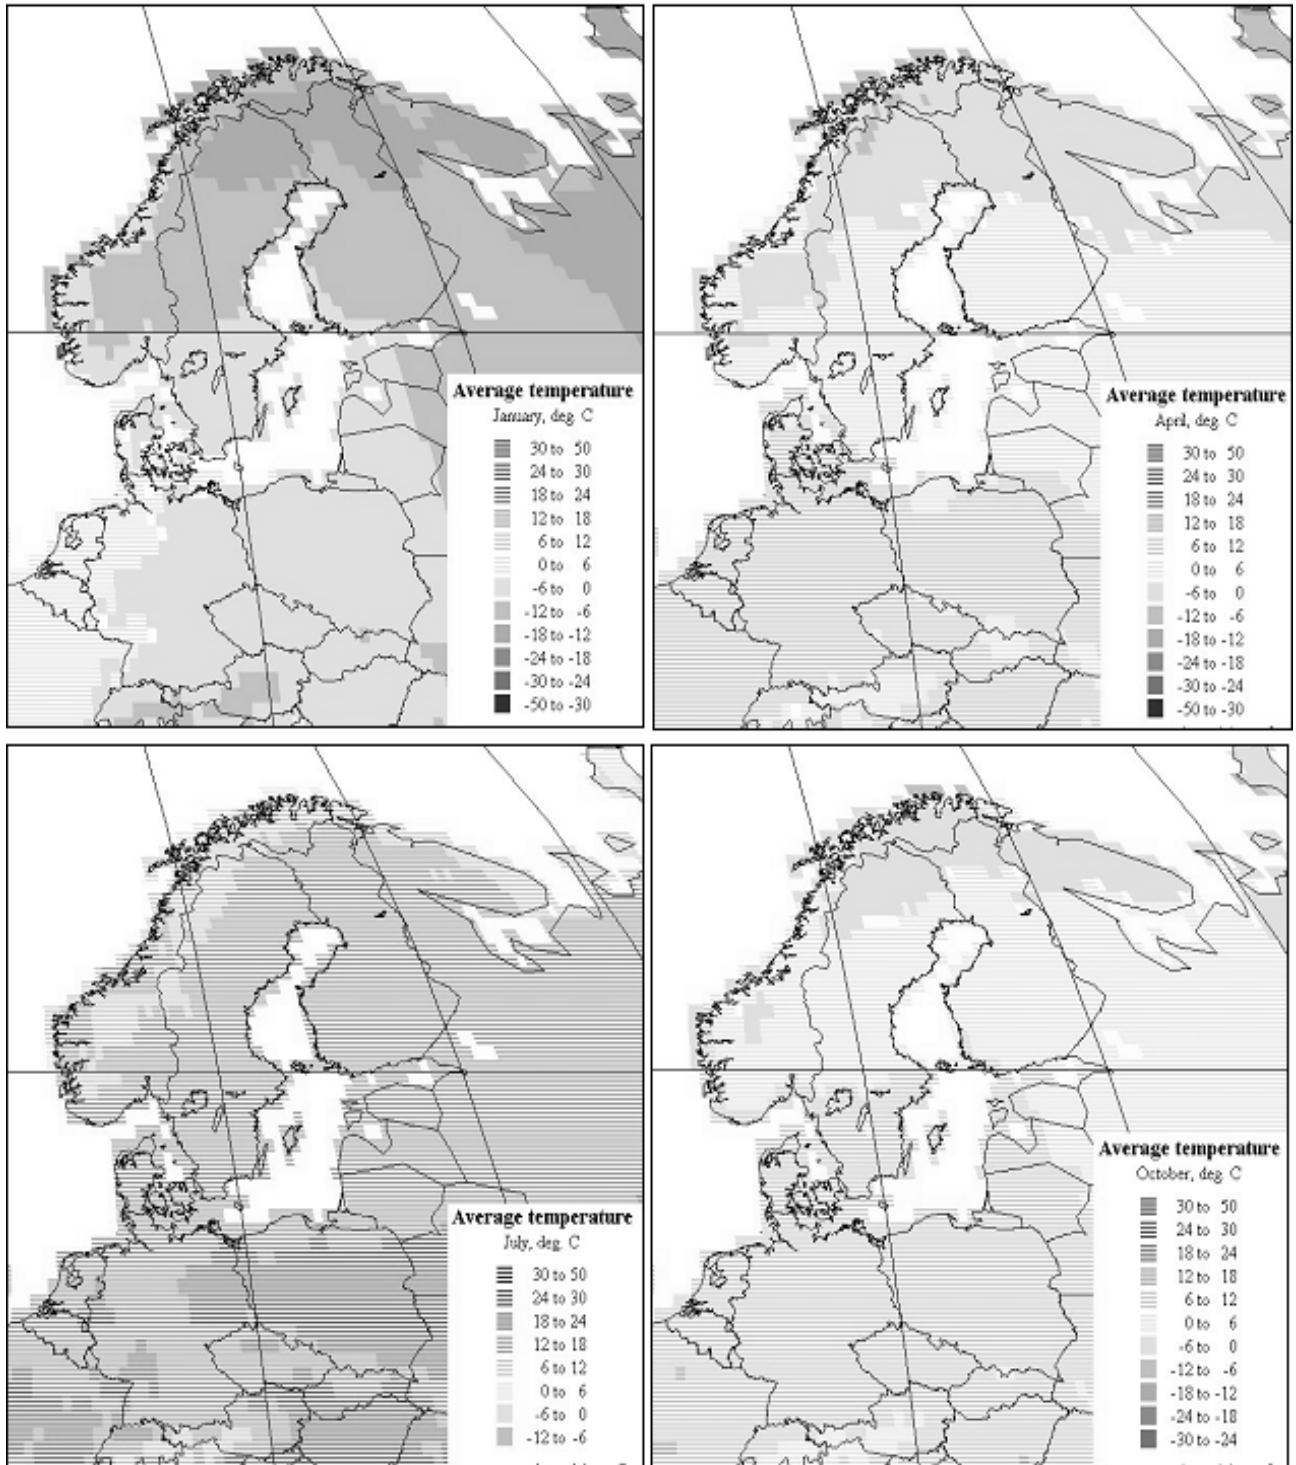 Average temperature
January, deg. C
30 to 50
24 to 30
18 to 24
12 to 18
6 to 12
0 to 6
-6 to 0
-12 to -6
-18 to -12
-24 to -18
-30 to -24
-50 to -30
Average temperature
April, deg. C
30 to 50
24 to 30
18 to 24
12 to 18
6 to 12
0 to 6
-6 to 0
-12 to -6
-18 to -12
-24 to -18
-30 to -24
-50 to -30
Average temperature
July, deg. C
30 to 50
24 to 30
18 to 24
12 to 18
6 to 12
0 to 6
-6 to 0
-12 to -6
Average temperature
October, deg. C
30 to 50
24 to 30
18 to 24
12 to 18
6 to 12
0 to 6
-6 to 0
-12 to -6
-18 to -12
-24 to -18
-30 to -24